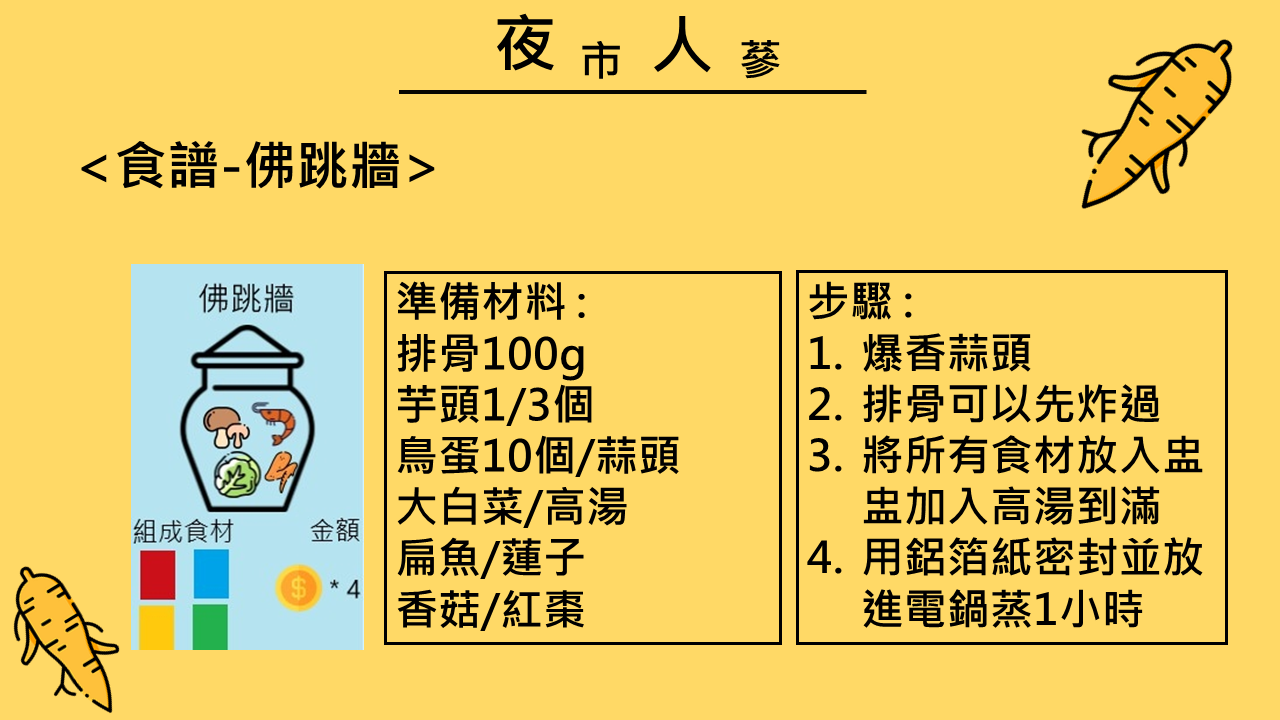 夜市人蔘
<食譜-佛跳牆>
佛跳牆
組成食材 金額
$ * 4
準備材料:
排骨100g
芋頭1/3個
鳥蛋10個/蒜頭
大白菜/高湯
扁魚/蓮子
香菇/紅棗
步驟:
1. 爆香蒜頭
2. 排骨可以先炸過
3. 將所有食材放入盅
盅加入高湯到滿
4. 用鋁箔紙密封並放
進電鍋蒸1小時